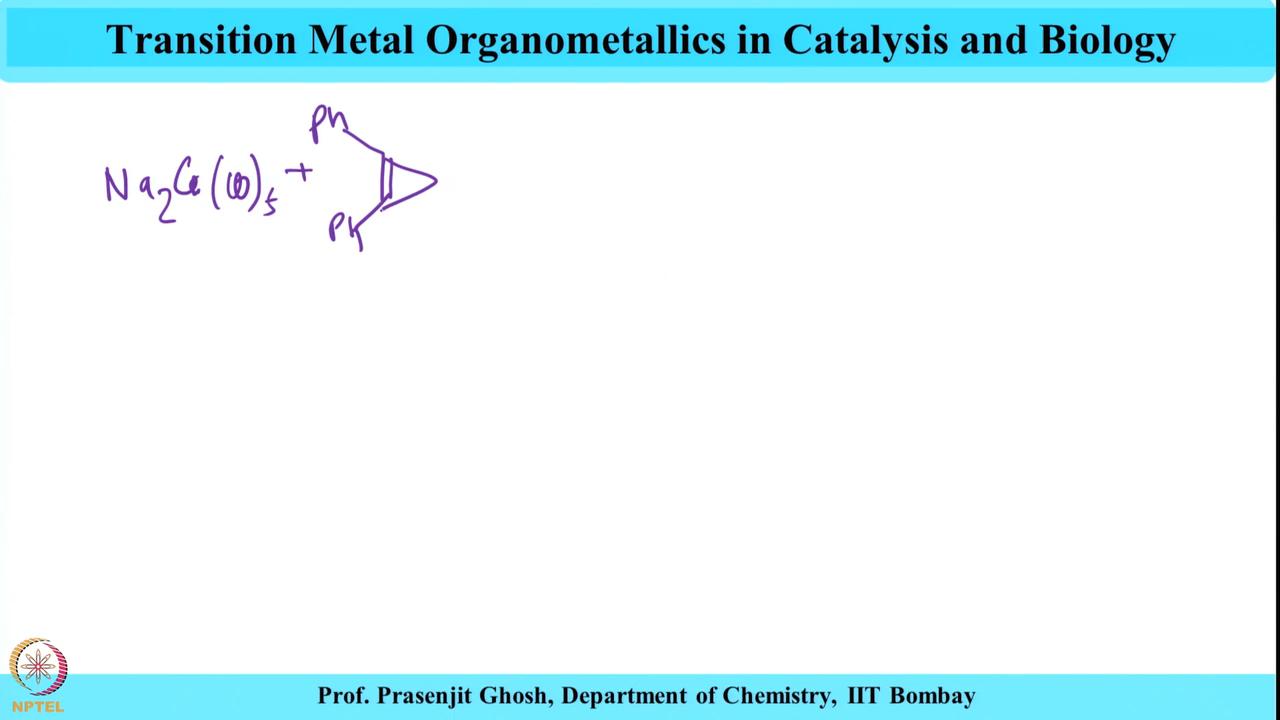 Transition Metal Organometallics in Catalysis and Biology
Ph
Na2Cr(CO)5 +
Ph
NPTEL
Prof. Prasenjit Ghosh, Department of Chemistry, IIT Bombay